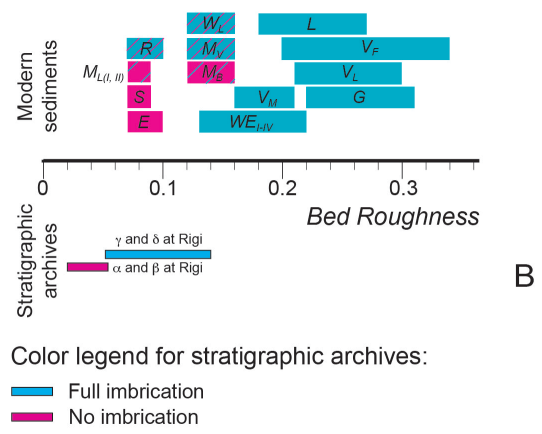 Modern
sediments
W_L
L
R
M_V
V_F
M_L(I, II)
M_B
V_L
S
V_M
G
E
WE_I-IV
0
0.1
0.2
0.3
Bed Roughness
Stratigraphic
archives
γ and δ at Rigi
α and β at Rigi
B
Color legend for stratigraphic archives:
Full imbrication
No imbrication